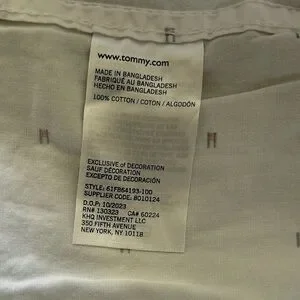 www.tommy.com
MADE IN BANGLADESH
FABRIQUÉ AU BANGLADESH
HECHO EN BANGLADESH
100% COTTON / COTON / ALGODÓN
EXCLUSIVE of DECORATION
SAUF DÉCORATION
EXCEPTO DE DECORACIÓN
STYLE: 61FB64193-100
SUPPLIER CODE: 8010124
D.O.P: 10/2023
RN# 130323 CA# 60224
KHQ INVESTMENT LLC
350 FIFTH AVENUE
NEW YORK, NY 10118
H
H
H
H